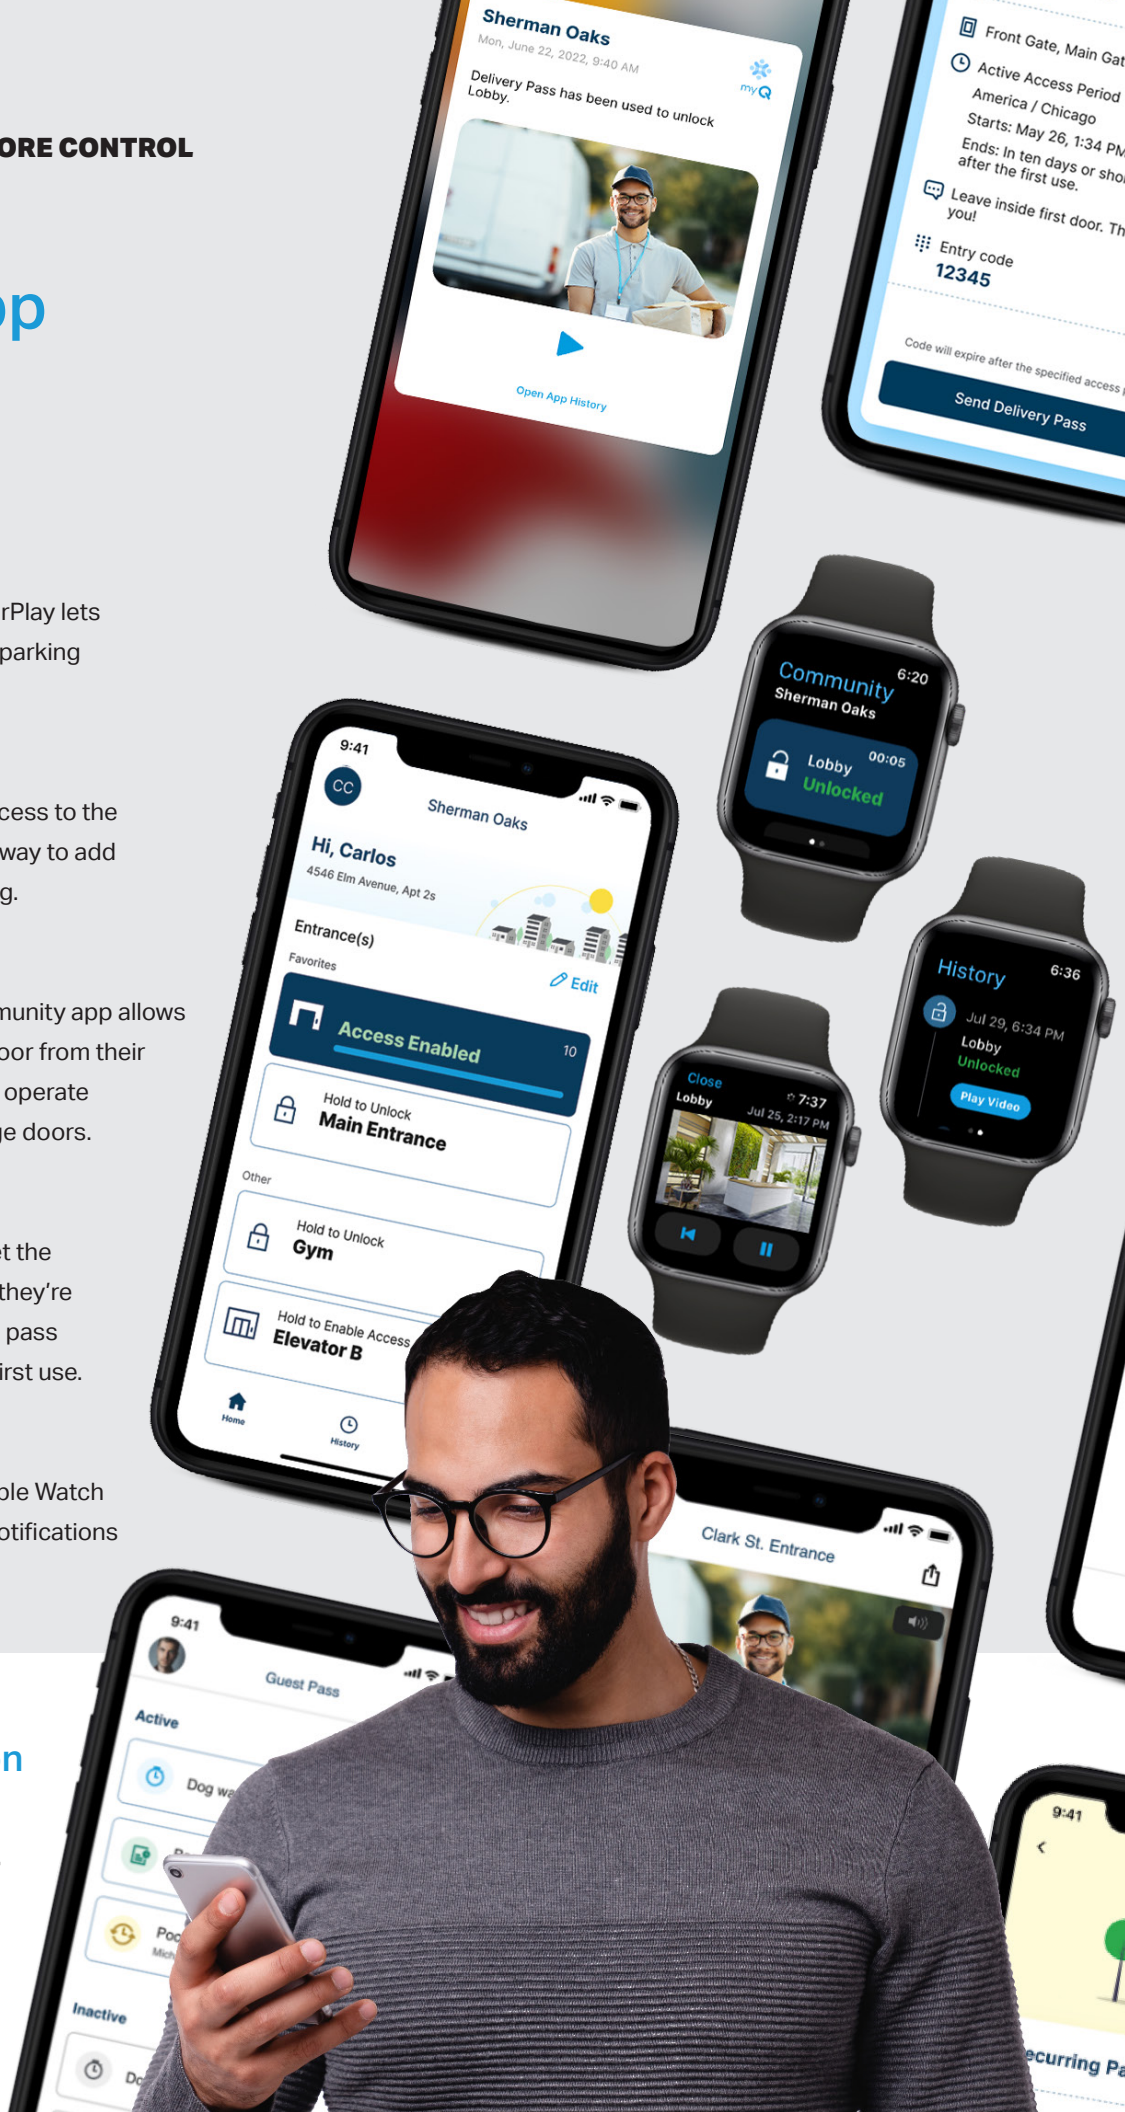 ORE CONTROL
pp
rPlay lets
parking
cess to the
way to add
g.
munity app allows
oor from their
operate
ge doors.
et the
they're
pass
irst use.
ple Watch
otifications
n
Sherman Oaks
Mon, June 22, 2022, 9:40 AM
myQ
Delivery Pass has been used to unlock
Lobby.
Open App History
Front Gate, Main Gat
Active Access Period
America / Chicago
Starts: May 26, 1:34 PM
Ends: In ten days or shor
after the first use.
Leave inside first door. Th
you!
Entry code
12345
Code will expire after the specified access
Send Delivery Pass
Community 6:20
Sherman Oaks
Lobby 00:05
Unlocked
History 6:36
Jul 29, 6:34 PM
Lobby
Unlocked
Play Video
Close
7:37
Lobby
Jul 25, 2:17 PM
9:41
CC
Sherman Oaks
Hi, Carlos
4546 Elm Avenue, Apt 2s
Entrance(s)
Favorites
Edit
Access Enabled 10
Hold to Unlock
Main Entrance
Other
Hold to Unlock
Gym
Hold to Enable Access
Elevator B
Home
History
Clark St. Entrance
9:41
Guest Pass
Active
Dog wa
Poo
Mich
Inactive
Do
9:41
ecurring Pa